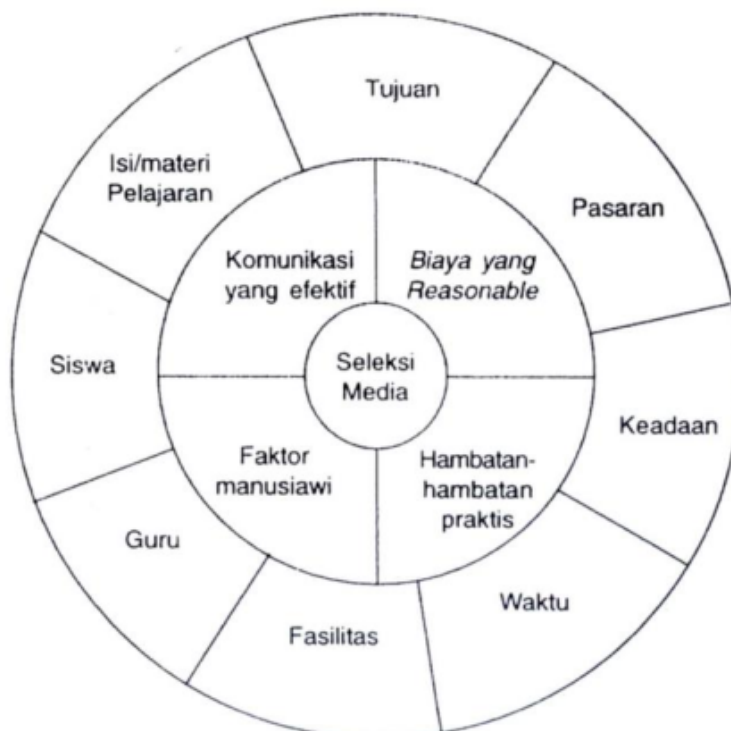 Tujuan
Isi/materi
Pelajaran
Pasaran
Komunikasi
yang efektif
Biaya yang
Reasonable
Siswa
Seleksi
Media
Keadaan
Faktor
manusiawi
Hambatan-
hambatan
praktis
Guru
Waktu
Fasilitas